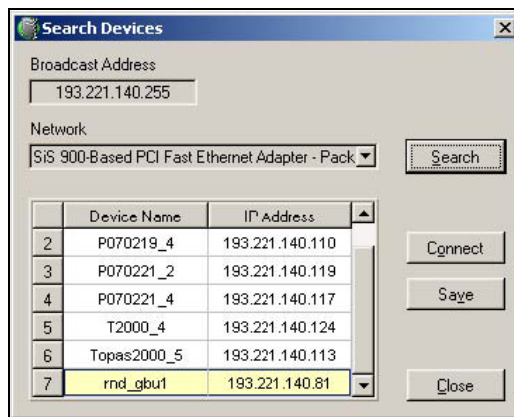 Search Devices
Broadcast Address
193.221.140.255
Network
SiS 900-Based PCI Fast Ethernet Adapter - Pack
Search
Device Name IP Address
2 P070219_4 193.221.140.110
3 P070221_2 193.221.140.119
Connect
4 P070221_4 193.221.140.117
Save
5 T2000_4 193.221.140.124
6 Topas2000_5 193.221.140.113
7 rnd_gbu1 193.221.140.81
Close